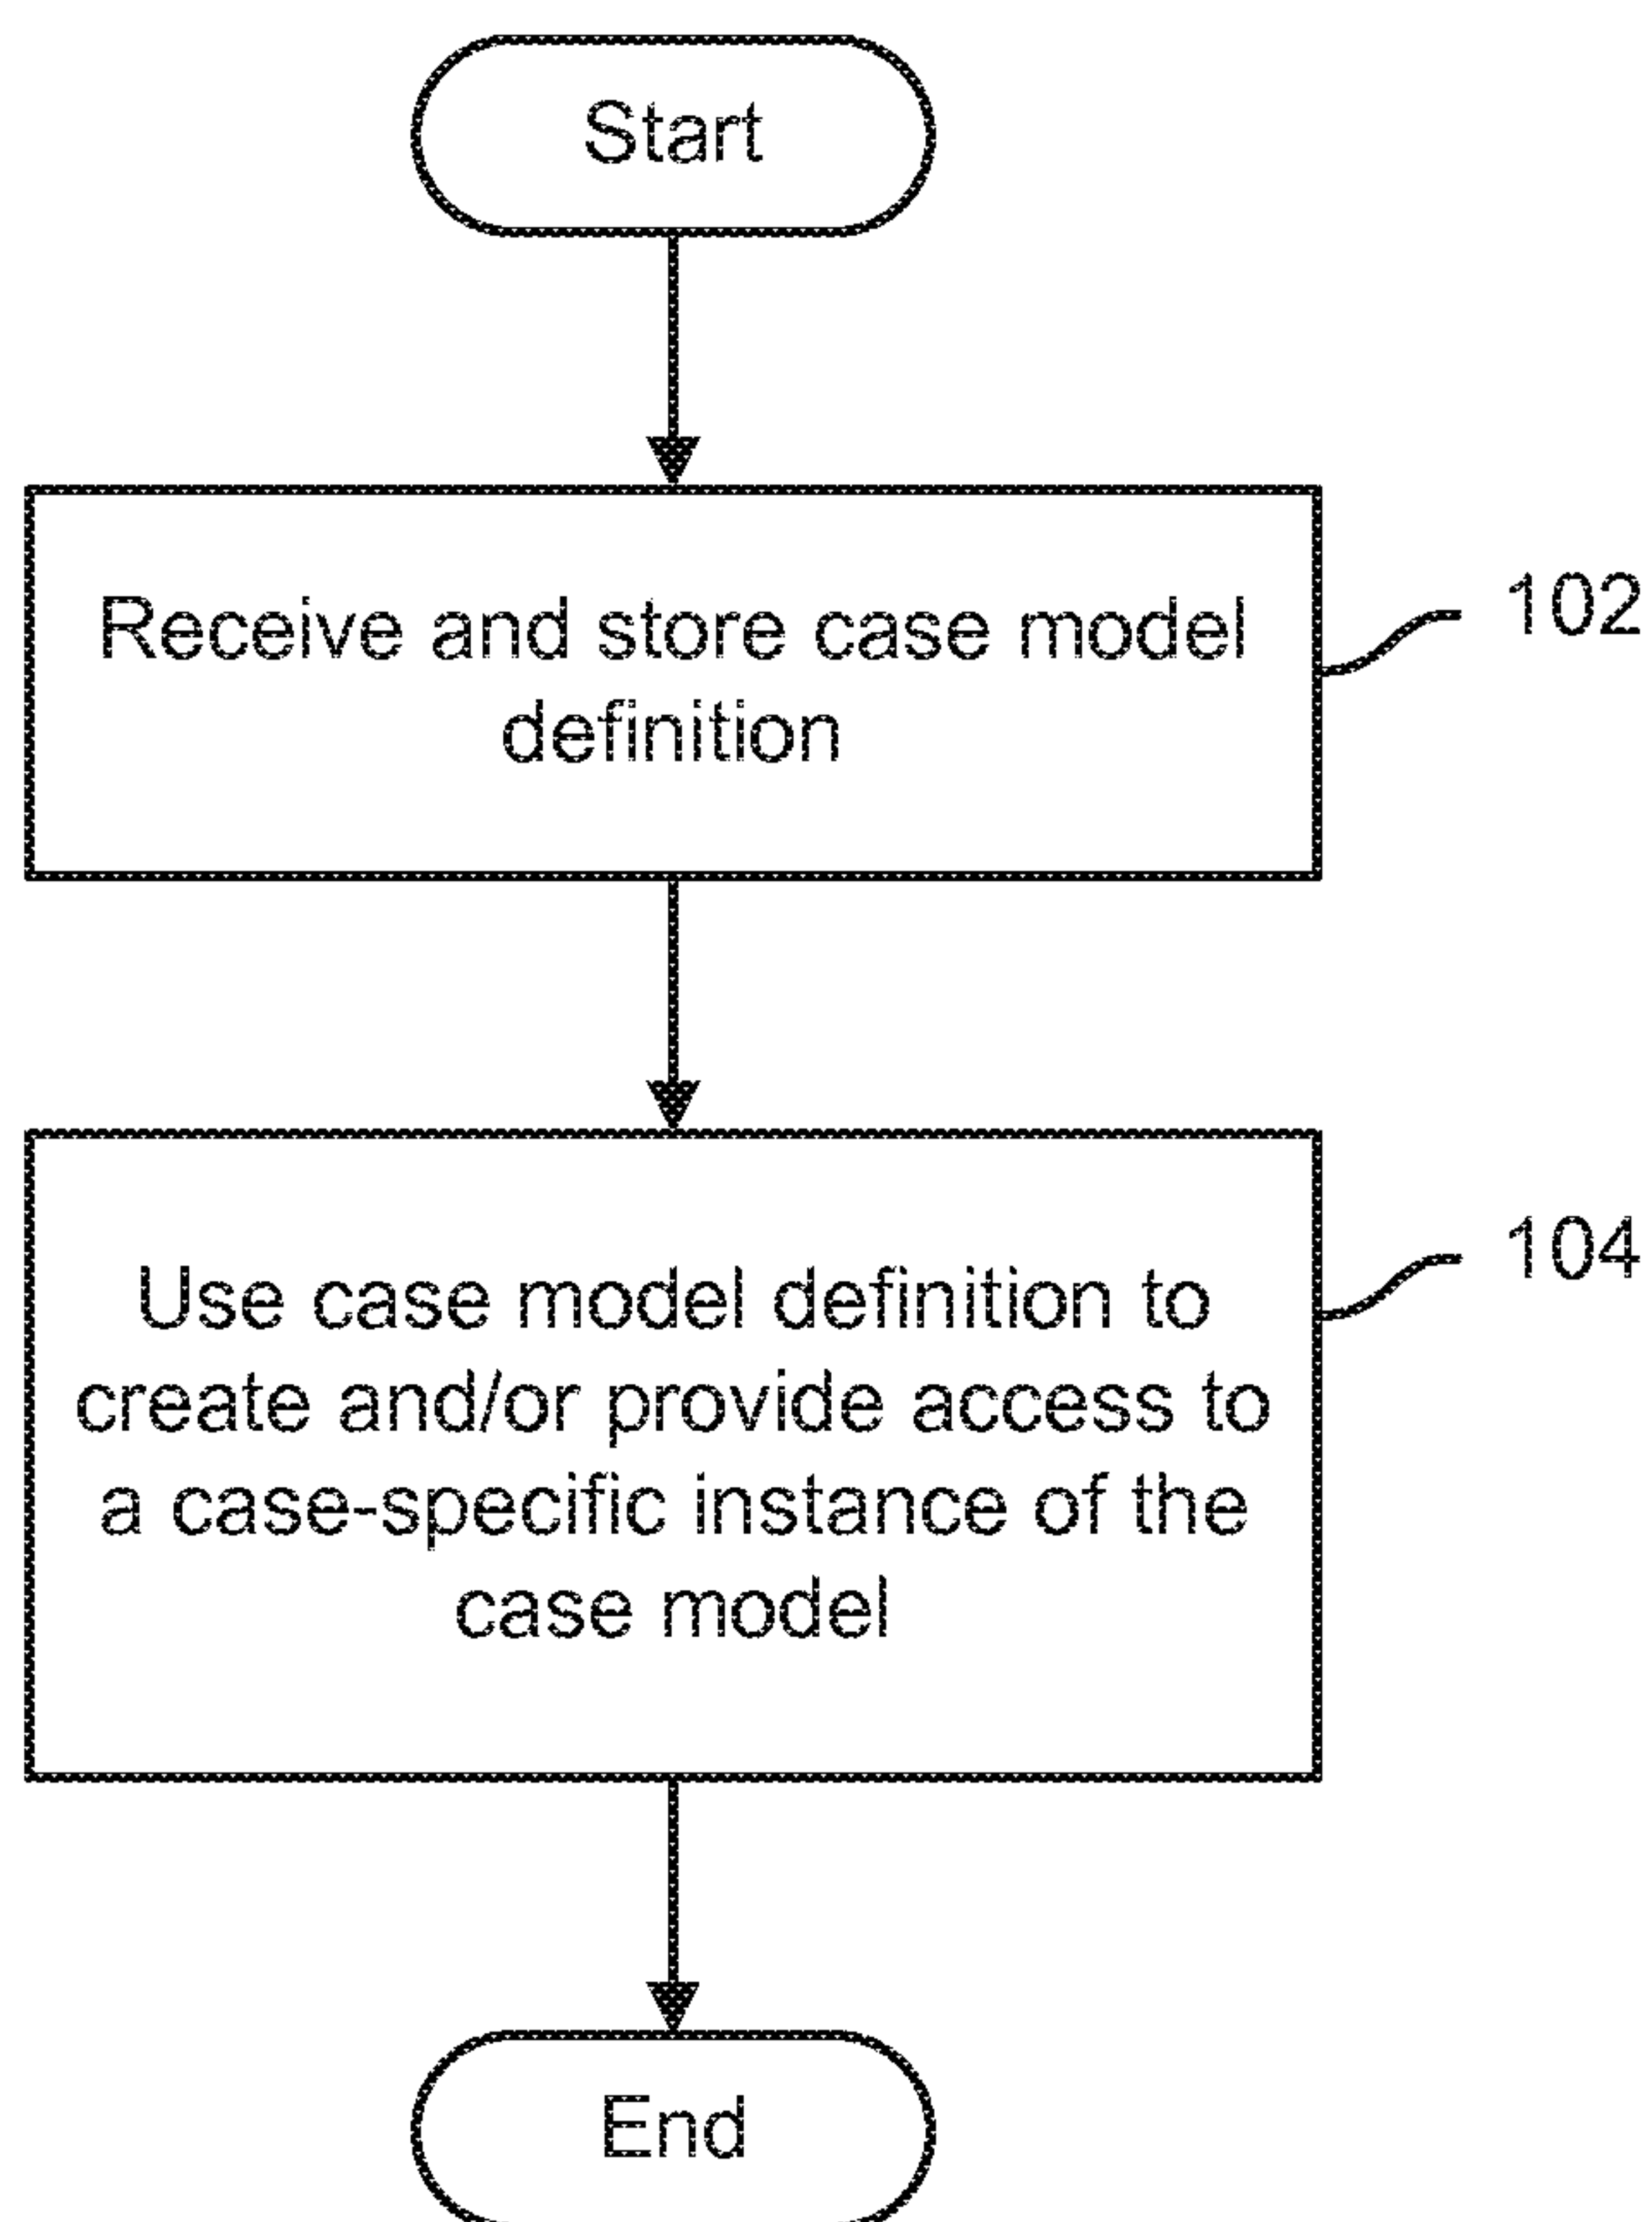 Start
Receive and store case model
definition
102
Use case model definition to
create and/or provide access to
a case-specific instance of the
case model
104
End